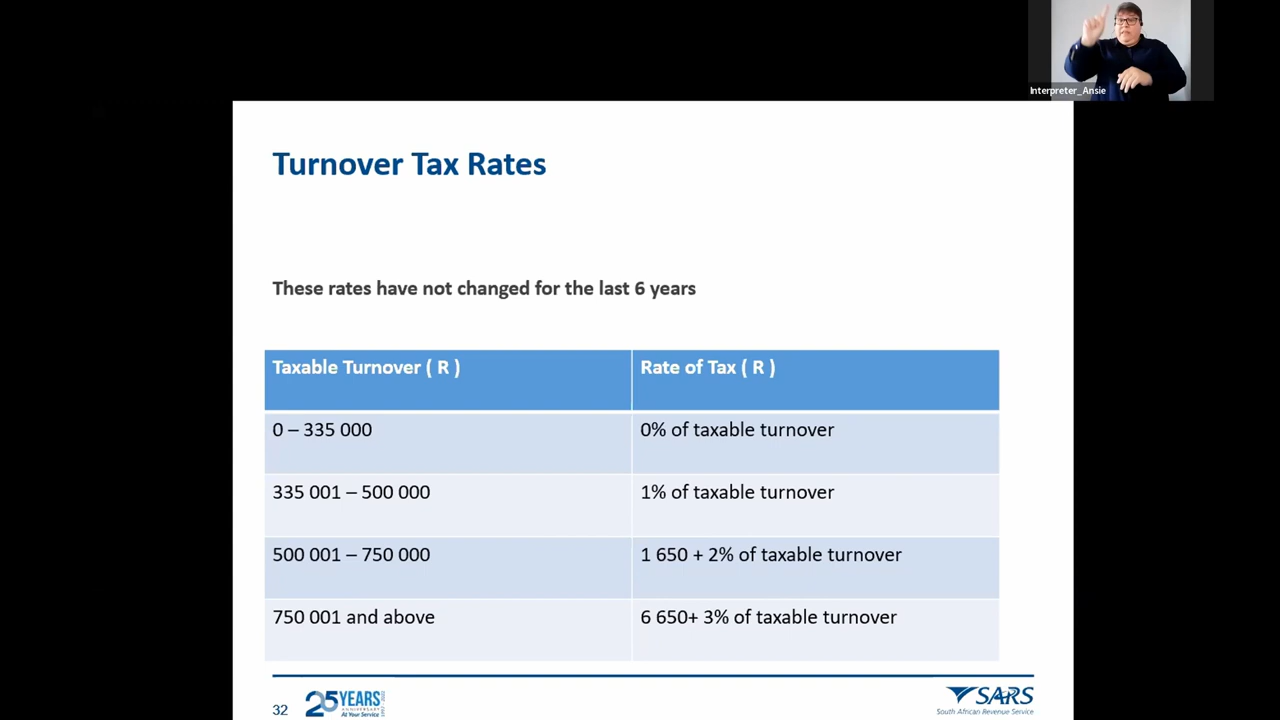 Interpreter_Ansie
Turnover Tax Rates
These rates have not changed for the last 6 years
Taxable Turnover ( R )
Rate of Tax ( R )
0 – 335 000
0% of taxable turnover
335 001 – 500 000
1% of taxable turnover
500 001 – 750 000
1 650 + 2% of taxable turnover
750 001 and above
6 650+ 3% of taxable turnover
32
25 YEARS
ANNIVERSARY
At Your Service
SARS
South African Revenue Service